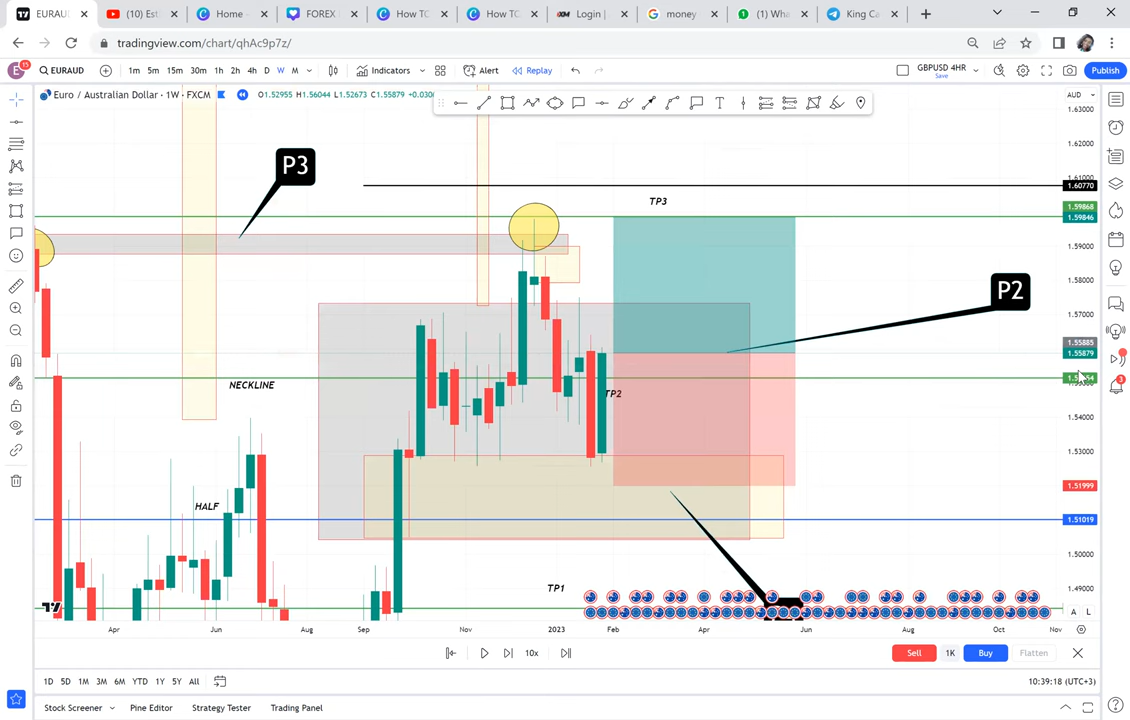 EURAU
(10) Esti
Home -
FOREX
How TC
How TC
Login |
money
(1) Wha
King Ca
tradingview.com/chart/qhAc9p7z/
E
15
EURAUD
1m 5m 15m 30m 1h 2h 4h D W M
Indicators
Alert
Replay
GBPUSD 4HR
Save
Publish
Euro / Australian Dollar · 1W · FXCM
O1.52955 H1.56044 L1.52673 C1.55879
AUD
1.63000
1.62000
1.61000
1.60770
P3
TP3
1.59868
1.59846
1.59000
1.58000
P2
1.57000
1.55885
1.55879
NECKLINE
TP2
1.54000
1.53000
HALF
1.51999
1.51019
1.50000
TP1
1.49000
A L
Apr Jun Aug Sep Nov 2023 Feb Apr Jun Aug Oct Nov
10x
Sell 1K Buy Flatten
1D 5D 1M 3M 6M YTD 1Y 5Y All
10:39:18 (UTC+3)
Stock Screener Pine Editor Strategy Tester Trading Panel
3